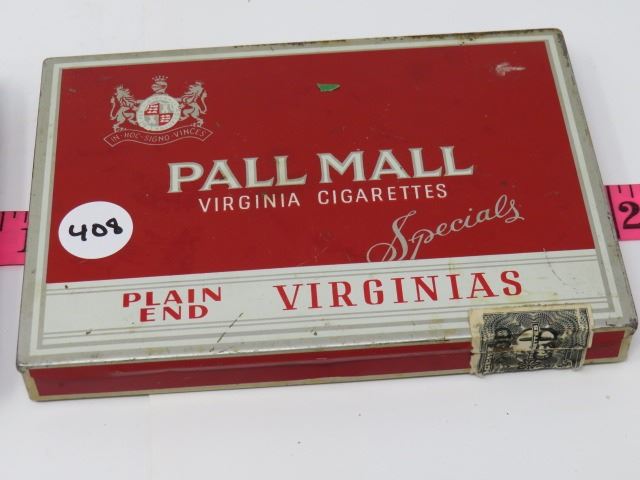 IN·HOC·SIGNO·VINCES
PALL MALL
VIRGINIA CIGARETTES
Specials
408
PLAIN END
VIRGINIAS
2